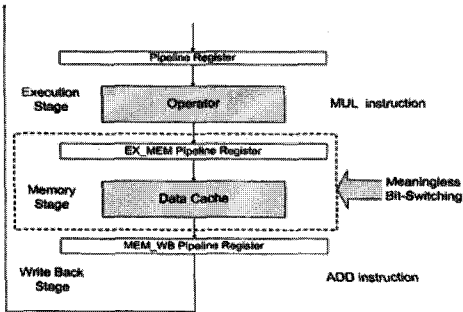 Pipeline Register
Execution
Stage
Operator
MUL instruction
EX_MEM Pipeline Register
Memory
Stage
Data Cache
Meaningless
Bit-Switching
MEM_WB Pipeline Register
Write Back
Stage
ADD instruction